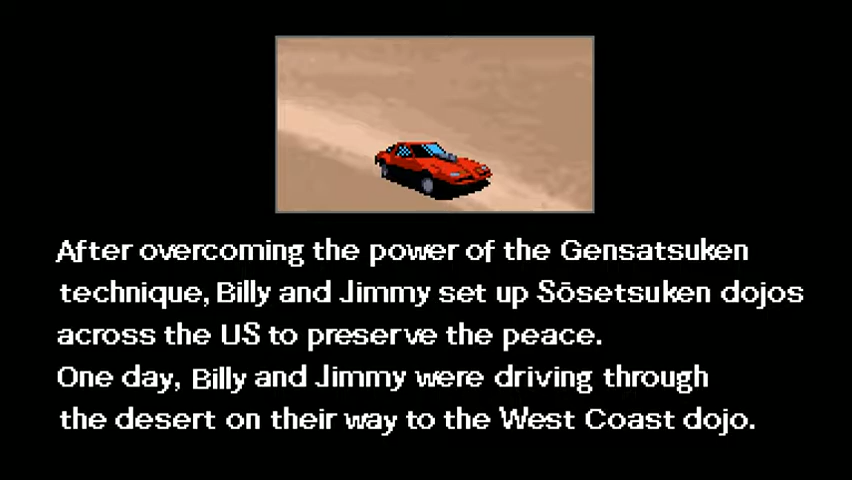 After overcoming the power of the Gensatsuken
technique, Billy and Jimmy set up Sōsetsuken dojos
across the US to preserve the peace.
One day, Billy and Jimmy were driving through
the desert on their way to the West Coast dojo.